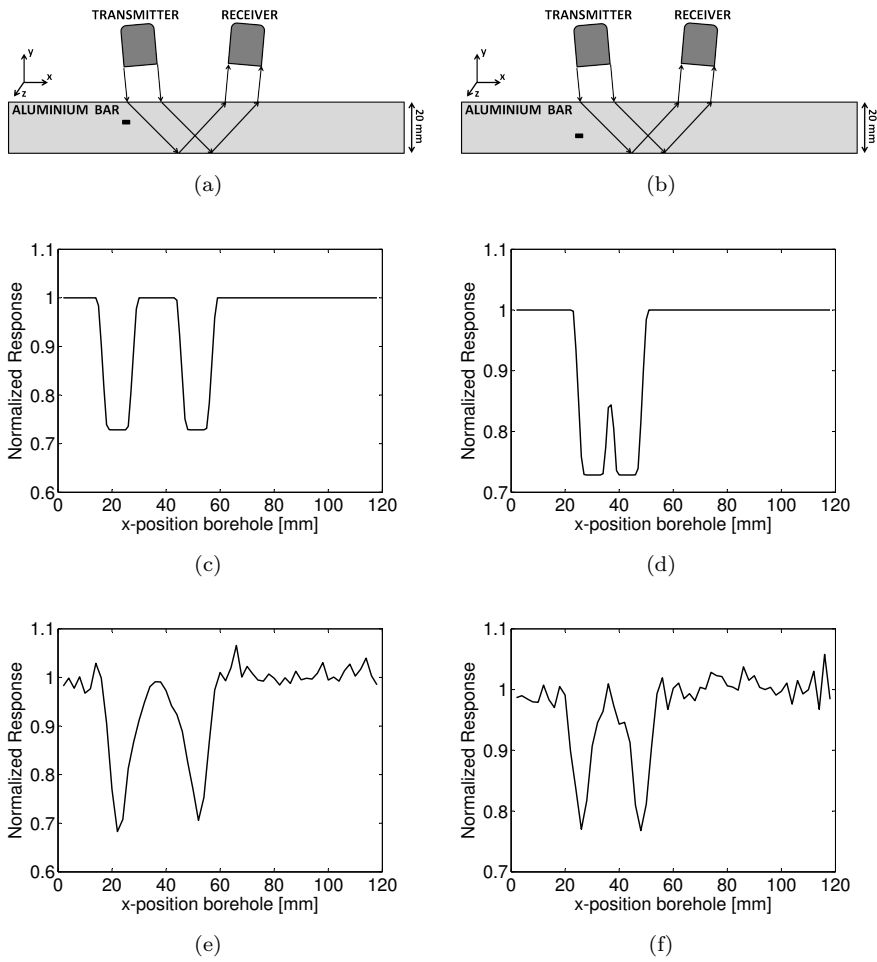 TRANSMITTER RECEIVER
y
x
z
ALUMINIUM BAR
20 mm
(a)
TRANSMITTER RECEIVER
y
x
z
ALUMINIUM BAR
20 mm
(b)
1.1
1
0.9
0.8
0.7
0.6
0 20 40 60 80 100 120
Normalized Response
x-position borehole [mm]
(c)
1.1
1
0.9
0.8
0.7
0 20 40 60 80 100 120
Normalized Response
x-position borehole [mm]
(d)
1.1
1
0.9
0.8
0.7
0.6
0 20 40 60 80 100 120
Normalized Response
x-position borehole [mm]
(e)
1.1
1
0.9
0.8
0.7
0 20 40 60 80 100 120
Normalized Response
x-position borehole [mm]
(f)